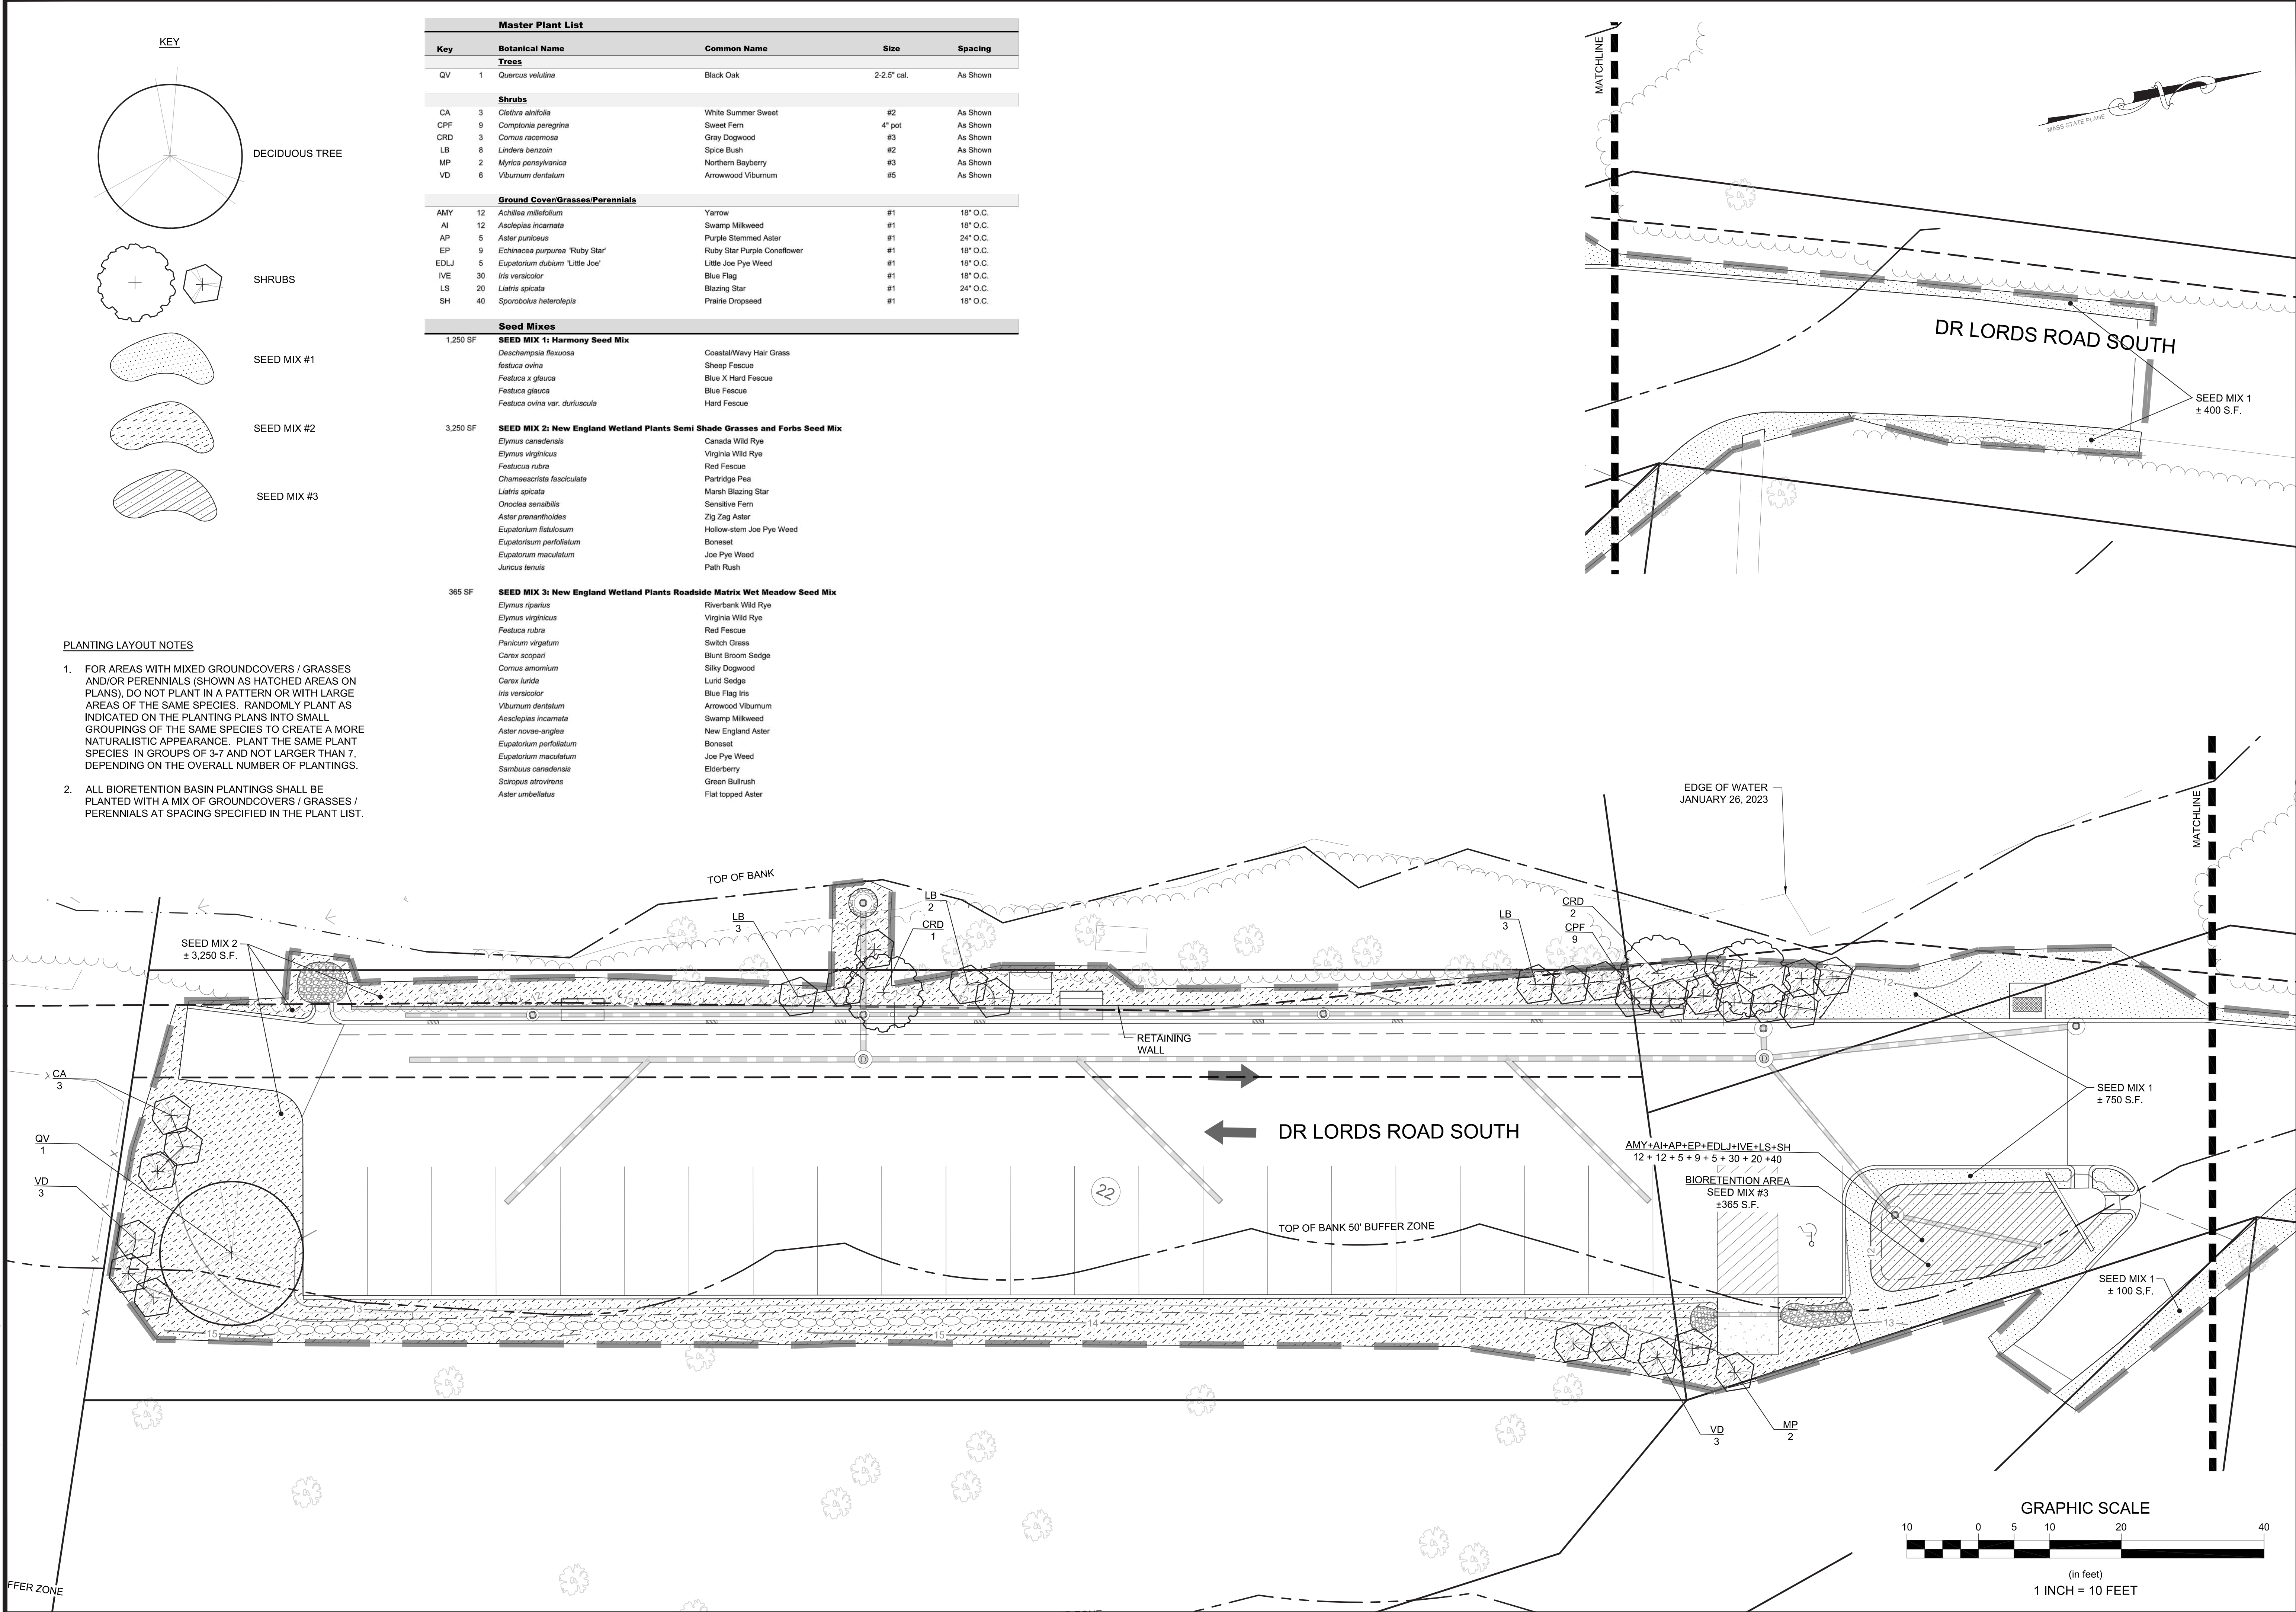 KEY
DECIDUOUS TREE
SHRUBS
SEED MIX #1
SEED MIX #2
SEED MIX #3
PLANTING LAYOUT NOTES
1. FOR AREAS WITH MIXED GROUNDCOVERS / GRASSES
AND/OR PERENNIALS (SHOWN AS HATCHED AREAS ON
PLANS), DO NOT PLANT IN A PATTERN OR WITH LARGE
AREAS OF THE SAME SPECIES. RANDOMLY PLANT AS
INDICATED ON THE PLANTING PLANS INTO SMALL
GROUPINGS OF THE SAME SPECIES TO CREATE A MORE
NATURALISTIC APPEARANCE. PLANT THE SAME PLANT
SPECIES IN GROUPS OF 3-7 AND NOT LARGER THAN 7,
DEPENDING ON THE OVERALL NUMBER OF PLANTINGS.
2. ALL BIORETENTION BASIN PLANTINGS SHALL BE
PLANTED WITH A MIX OF GROUNDCOVERS / GRASSES /
PERENNIALS AT SPACING SPECIFIED IN THE PLANT LIST.
Master Plant List
Key Botanical Name Common Name Size Spacing
Trees
QV 1 Quercus velutina Black Oak 2-2.5" cal. As Shown
Shrubs
CA 3 Clethra alnifolia White Summer Sweet #2 As Shown
CPF 9 Comptonia peregrina Sweet Fern 4" pot As Shown
CRD 3 Cornus racemosa Gray Dogwood #3 As Shown
LB 8 Lindera benzoin Spice Bush #2 As Shown
MP 2 Myrica pensylvanica Northern Bayberry #3 As Shown
VD 6 Viburnum dentatum Arrowwood Viburnum #5 As Shown
Ground Cover/Grasses/Perennials
AMY 12 Achillea millefolium Yarrow #1 18" O.C.
AI 12 Asclepias incarnata Swamp Milkweed #1 18" O.C.
AP 5 Aster puniceus Purple Stemmed Aster #1 24" O.C.
EP 9 Echinacea purpurea 'Ruby Star' Ruby Star Purple Coneflower #1 18" O.C.
EDLJ 5 Eupatorium dubium 'Little Joe' Little Joe Pye Weed #1 18" O.C.
IVE 30 Iris versicolor Blue Flag #1 18" O.C.
LS 20 Liatris spicata Blazing Star #1 24" O.C.
SH 40 Sporobolus heterolepis Prairie Dropseed #1 18" O.C.
Seed Mixes
1,250 SF SEED MIX 1: Harmony Seed Mix
Deschampsia flexuosa Coastal/Wavy Hair Grass
festuca ovina Sheep Fescue
Festuca x glauca Blue X Hard Fescue
Festuca glauca Blue Fescue
Festuca ovina var. duriuscula Hard Fescue
3,250 SF SEED MIX 2: New England Wetland Plants Semi Shade Grasses and Forbs Seed Mix
Elymus canadensis Canada Wild Rye
Elymus virginicus Virginia Wild Rye
Festucua rubra Red Fescue
Chamaescrista fasciculata Partridge Pea
Liatris spicata Marsh Blazing Star
Onoclea sensibilis Sensitive Fern
Aster prenanthoides Zig Zag Aster
Eupatorium fistulosum Hollow-stem Joe Pye Weed
Eupatorisum perfoliatum Boneset
Eupatorum maculatum Joe Pye Weed
Juncus tenuis Path Rush
365 SF SEED MIX 3: New England Wetland Plants Roadside Matrix Wet Meadow Seed Mix
Elymus riparius Riverbank Wild Rye
Elymus virginicus Virginia Wild Rye
Festuca rubra Red Fescue
Panicum virgatum Switch Grass
Carex scopari Blunt Broom Sedge
Cornus amomium Silky Dogwood
Carex lurida Lurid Sedge
Iris versicolor Blue Flag Iris
Viburnum dentatum Arrowood Viburnum
Aesclepias incarnata Swamp Milkweed
Aster novae-anglea New England Aster
Eupatorium perfoliatum Boneset
Eupatorium maculatum Joe Pye Weed
Sambuus canadensis Elderberry
Sciropus atrovirens Green Bullrush
Aster umbellatus Flat topped Aster
MATCHLINE
MASS STATE PLANE
N
DR LORDS ROAD SOUTH
SEED MIX 1
± 400 S.F.
EDGE OF WATER
JANUARY 26, 2023
MATCHLINE
TOP OF BANK
LB
3
LB
2
CRD
1
LB
3
CRD
2
CPF
9
SEED MIX 2
± 3,250 S.F.
12
RETAINING
WALL
D
D
CA
3
QV
1
VD
3
SEED MIX 1
± 750 S.F.
DR LORDS ROAD SOUTH
AMY+AI+AP+EP+EDLJ+IVE+LS+SH
12 + 12 + 5 + 9 + 5 + 30 + 20 +40
BIORETENTION AREA
SEED MIX #3
±365 S.F.
22
TOP OF BANK 50' BUFFER ZONE
12
SEED MIX 1
± 100 S.F.
13
15
15
14
13
13
X
X
X
X
X
C
VD
3
MP
2
GRAPHIC SCALE
10 0 5 10 20 40
(in feet)
1 INCH = 10 FEET
FFER ZONE